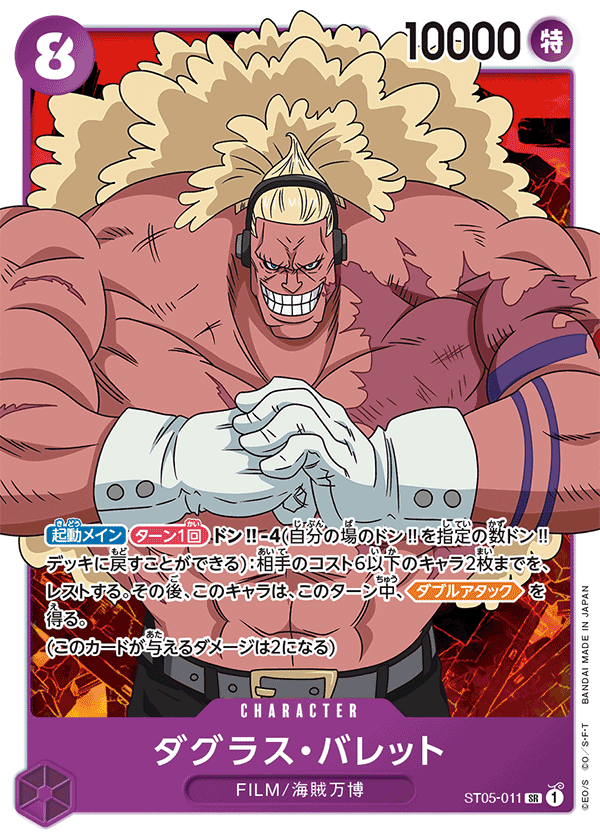 8
10000 特
起動メイン ターン1回 ドン!!-4(自分の場のドン!!を指定の数ドン!!
デッキに戻すことができる):相手のコスト6以下のキャラ2枚までを、
レストする。その後、このキャラは、このターン中、ダブルアタック を
得る。
(このカードが与えるダメージは2になる)
CHARACTER
ダグラス・バレット
FILM/海賊万博
ST05-011 SR 1
©EO/S ©O/S・F・T BANDAI MADE IN JAPAN